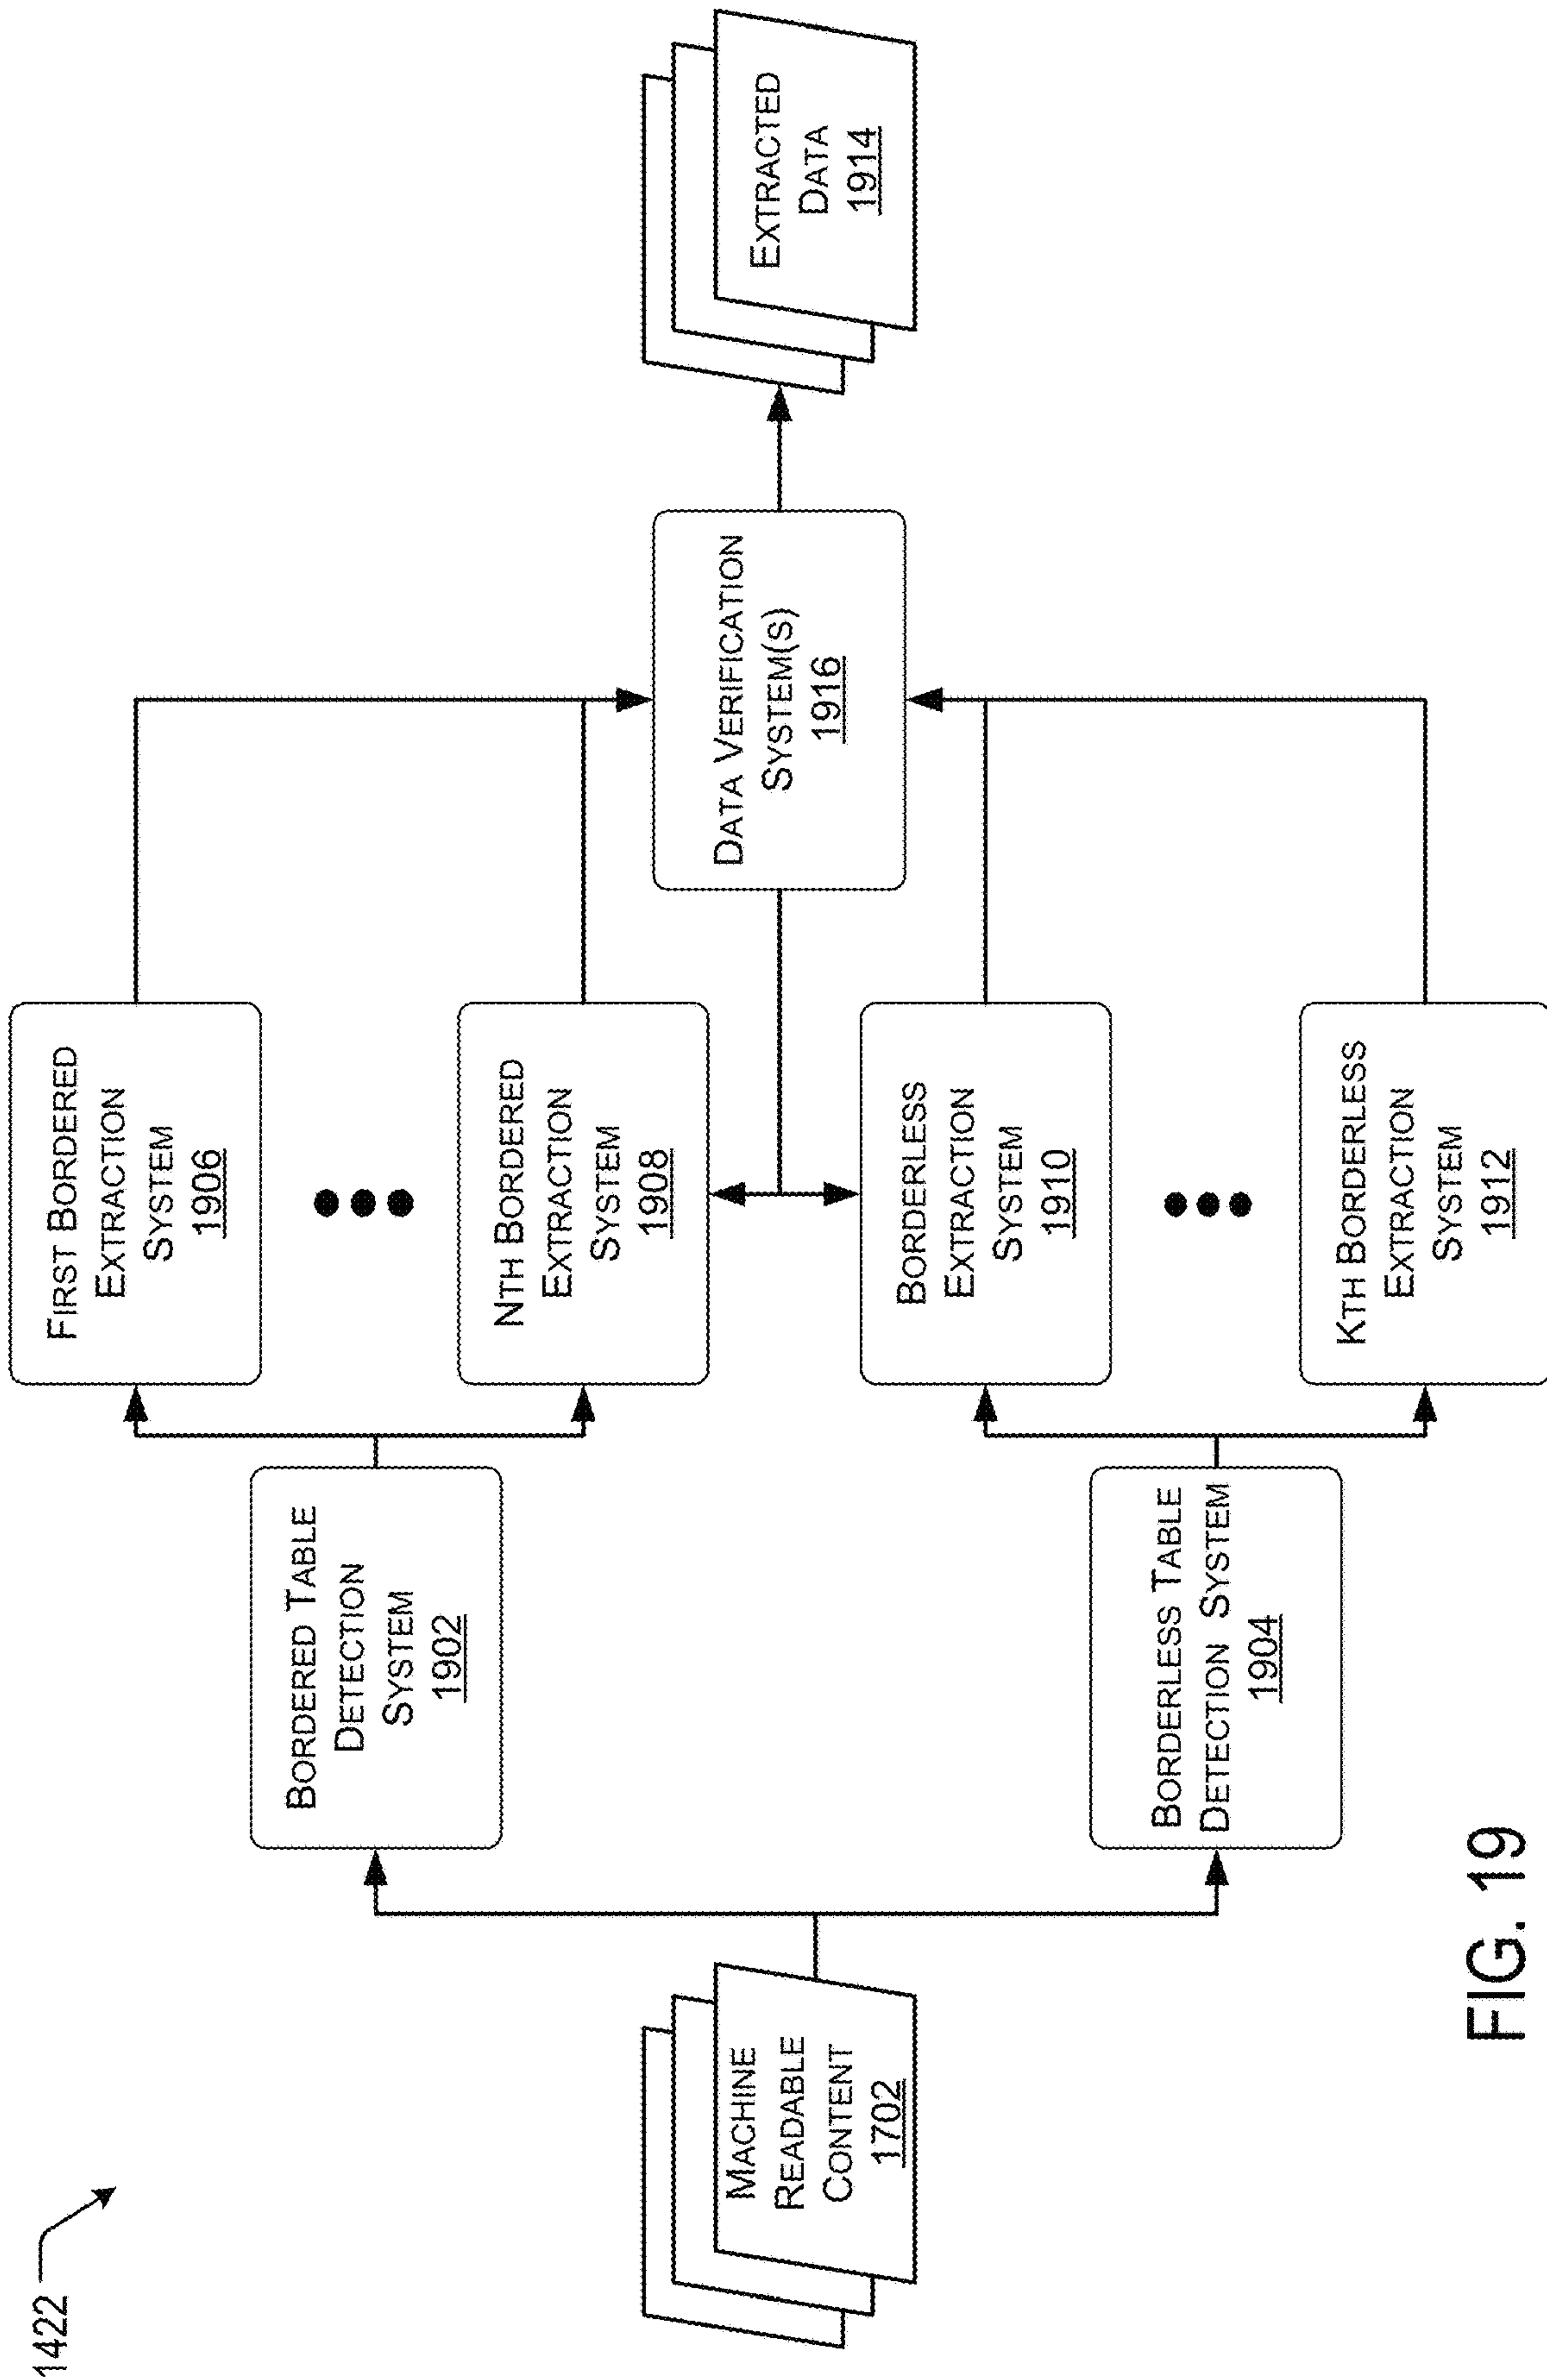 1422
MACHINE
READABLE
CONTENT
1702
BORDERED TABLE
DETECTION
SYSTEM
1902
BORDERLESS TABLE
DETECTION SYSTEM
1904
FIRST BORDERED
EXTRACTION
SYSTEM
1906
NTH BORDERED
EXTRACTION
SYSTEM
1908
BORDERLESS
EXTRACTION
SYSTEM
1910
KTH BORDERLESS
EXTRACTION
SYSTEM
1912
DATA VERIFICATION
SYSTEM(S)
1916
EXTRACTED
DATA
1914
FIG. 19